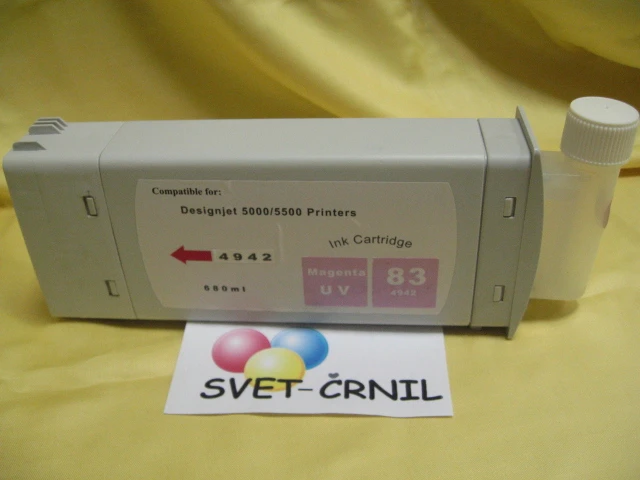 Compatible for:
Designjet 5000/5500 Printers
4942
680ml
Ink Cartridge
Magenta
UV
83
4942
SVET-ČRNIL